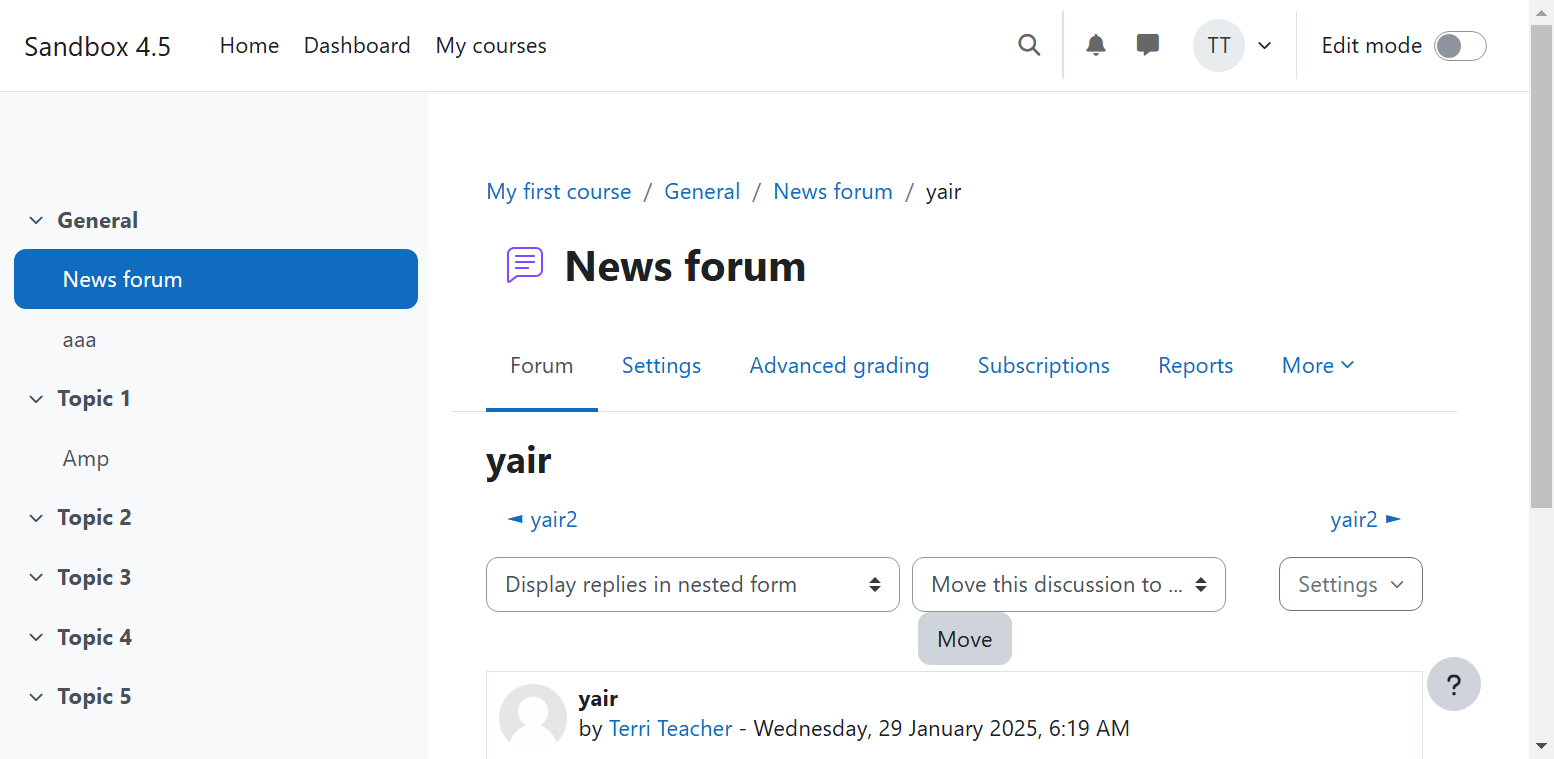 Sandbox 4.5 Home Dashboard My courses TT Edit mode
My first course / General / News forum / yair
General
News forum
News forum
aaa
Forum Settings Advanced grading Subscriptions Reports More
Topic 1
Amp
yair
Topic 2
◄ yair2 yair2 ►
Topic 3
Display replies in nested form Move this discussion to ... Settings
Topic 4
Move
Topic 5
?
yair
by Terri Teacher - Wednesday, 29 January 2025, 6:19 AM